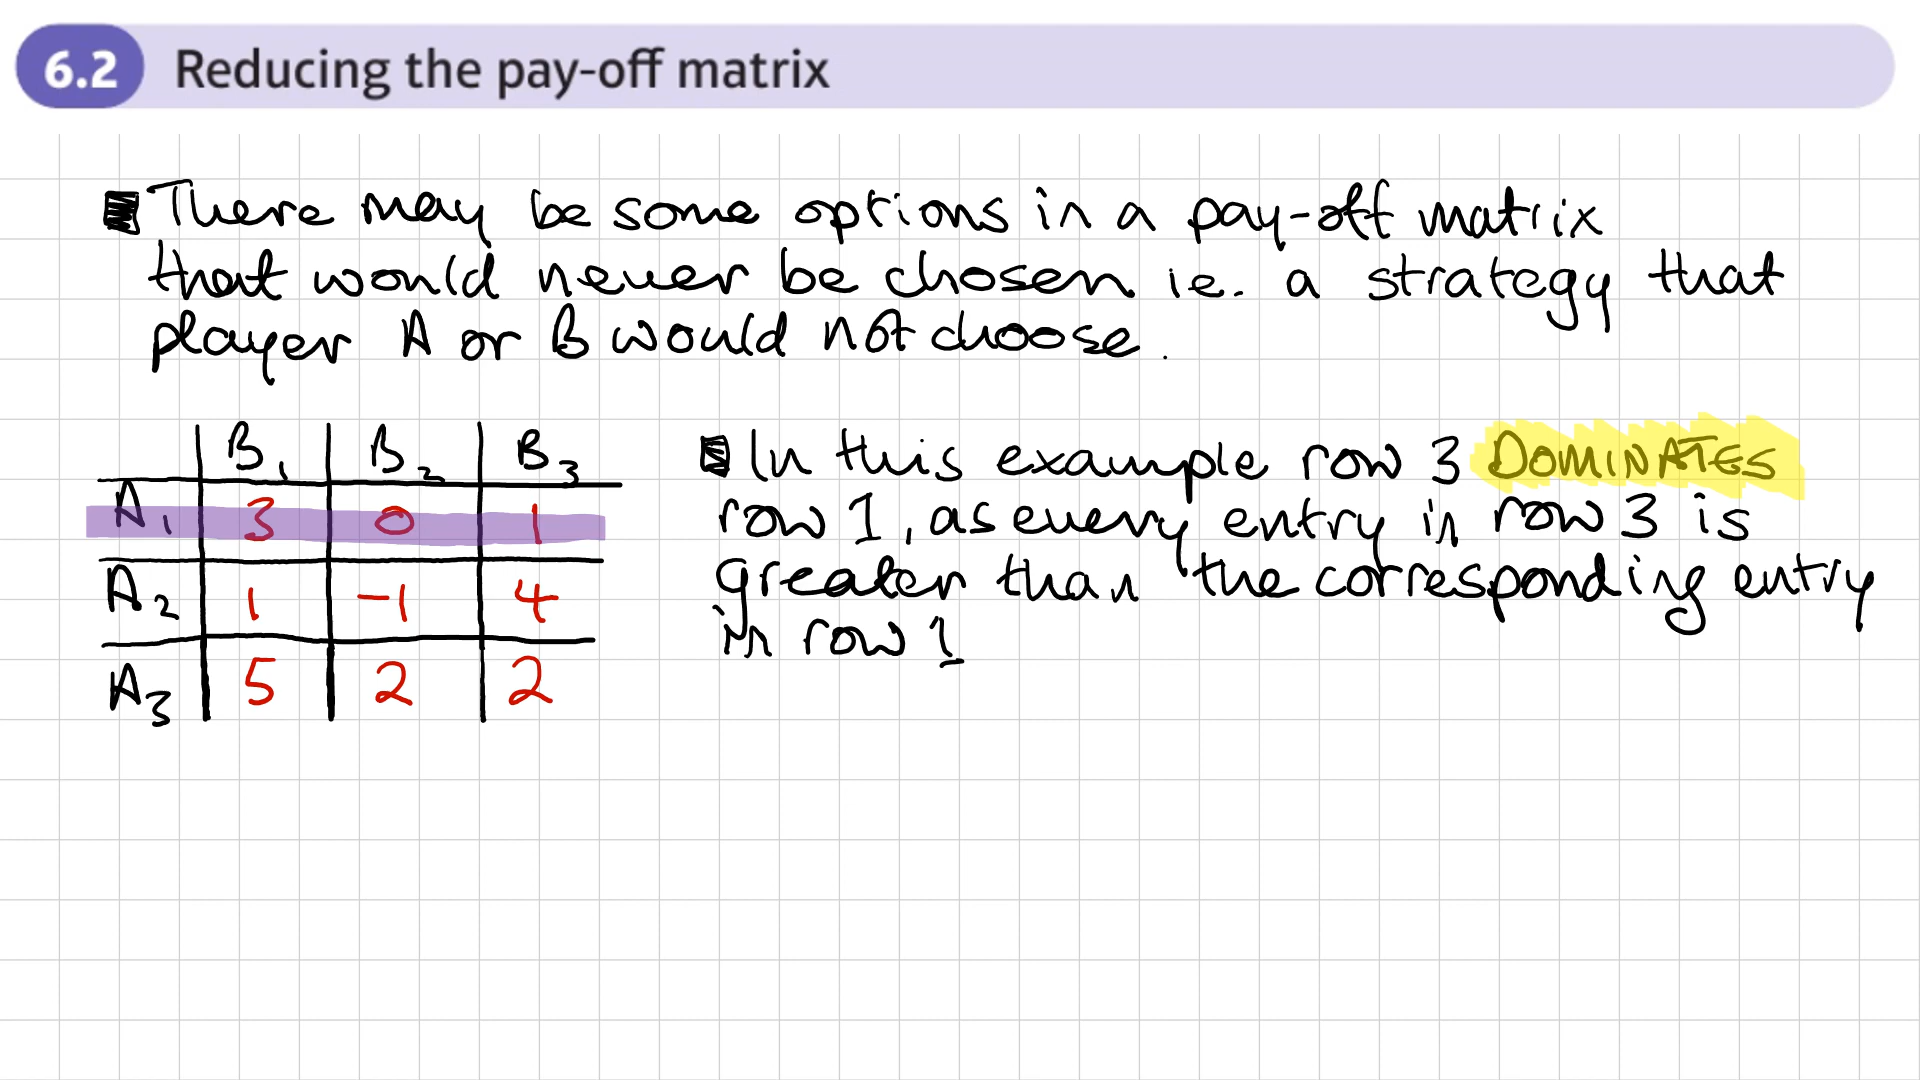 6.2 Reducing the pay-off matrix
There may be some options in a pay-off matrix
that would never be chosen ie. a strategy that
player A or B would not choose.
B1 B2 B3
A1 3 0 1
A2 1 -1 4
A3 5 2 2
In this example row 3 DOMINATES
row 1, as every entry in row 3 is
greater than the corresponding entry
in row 1